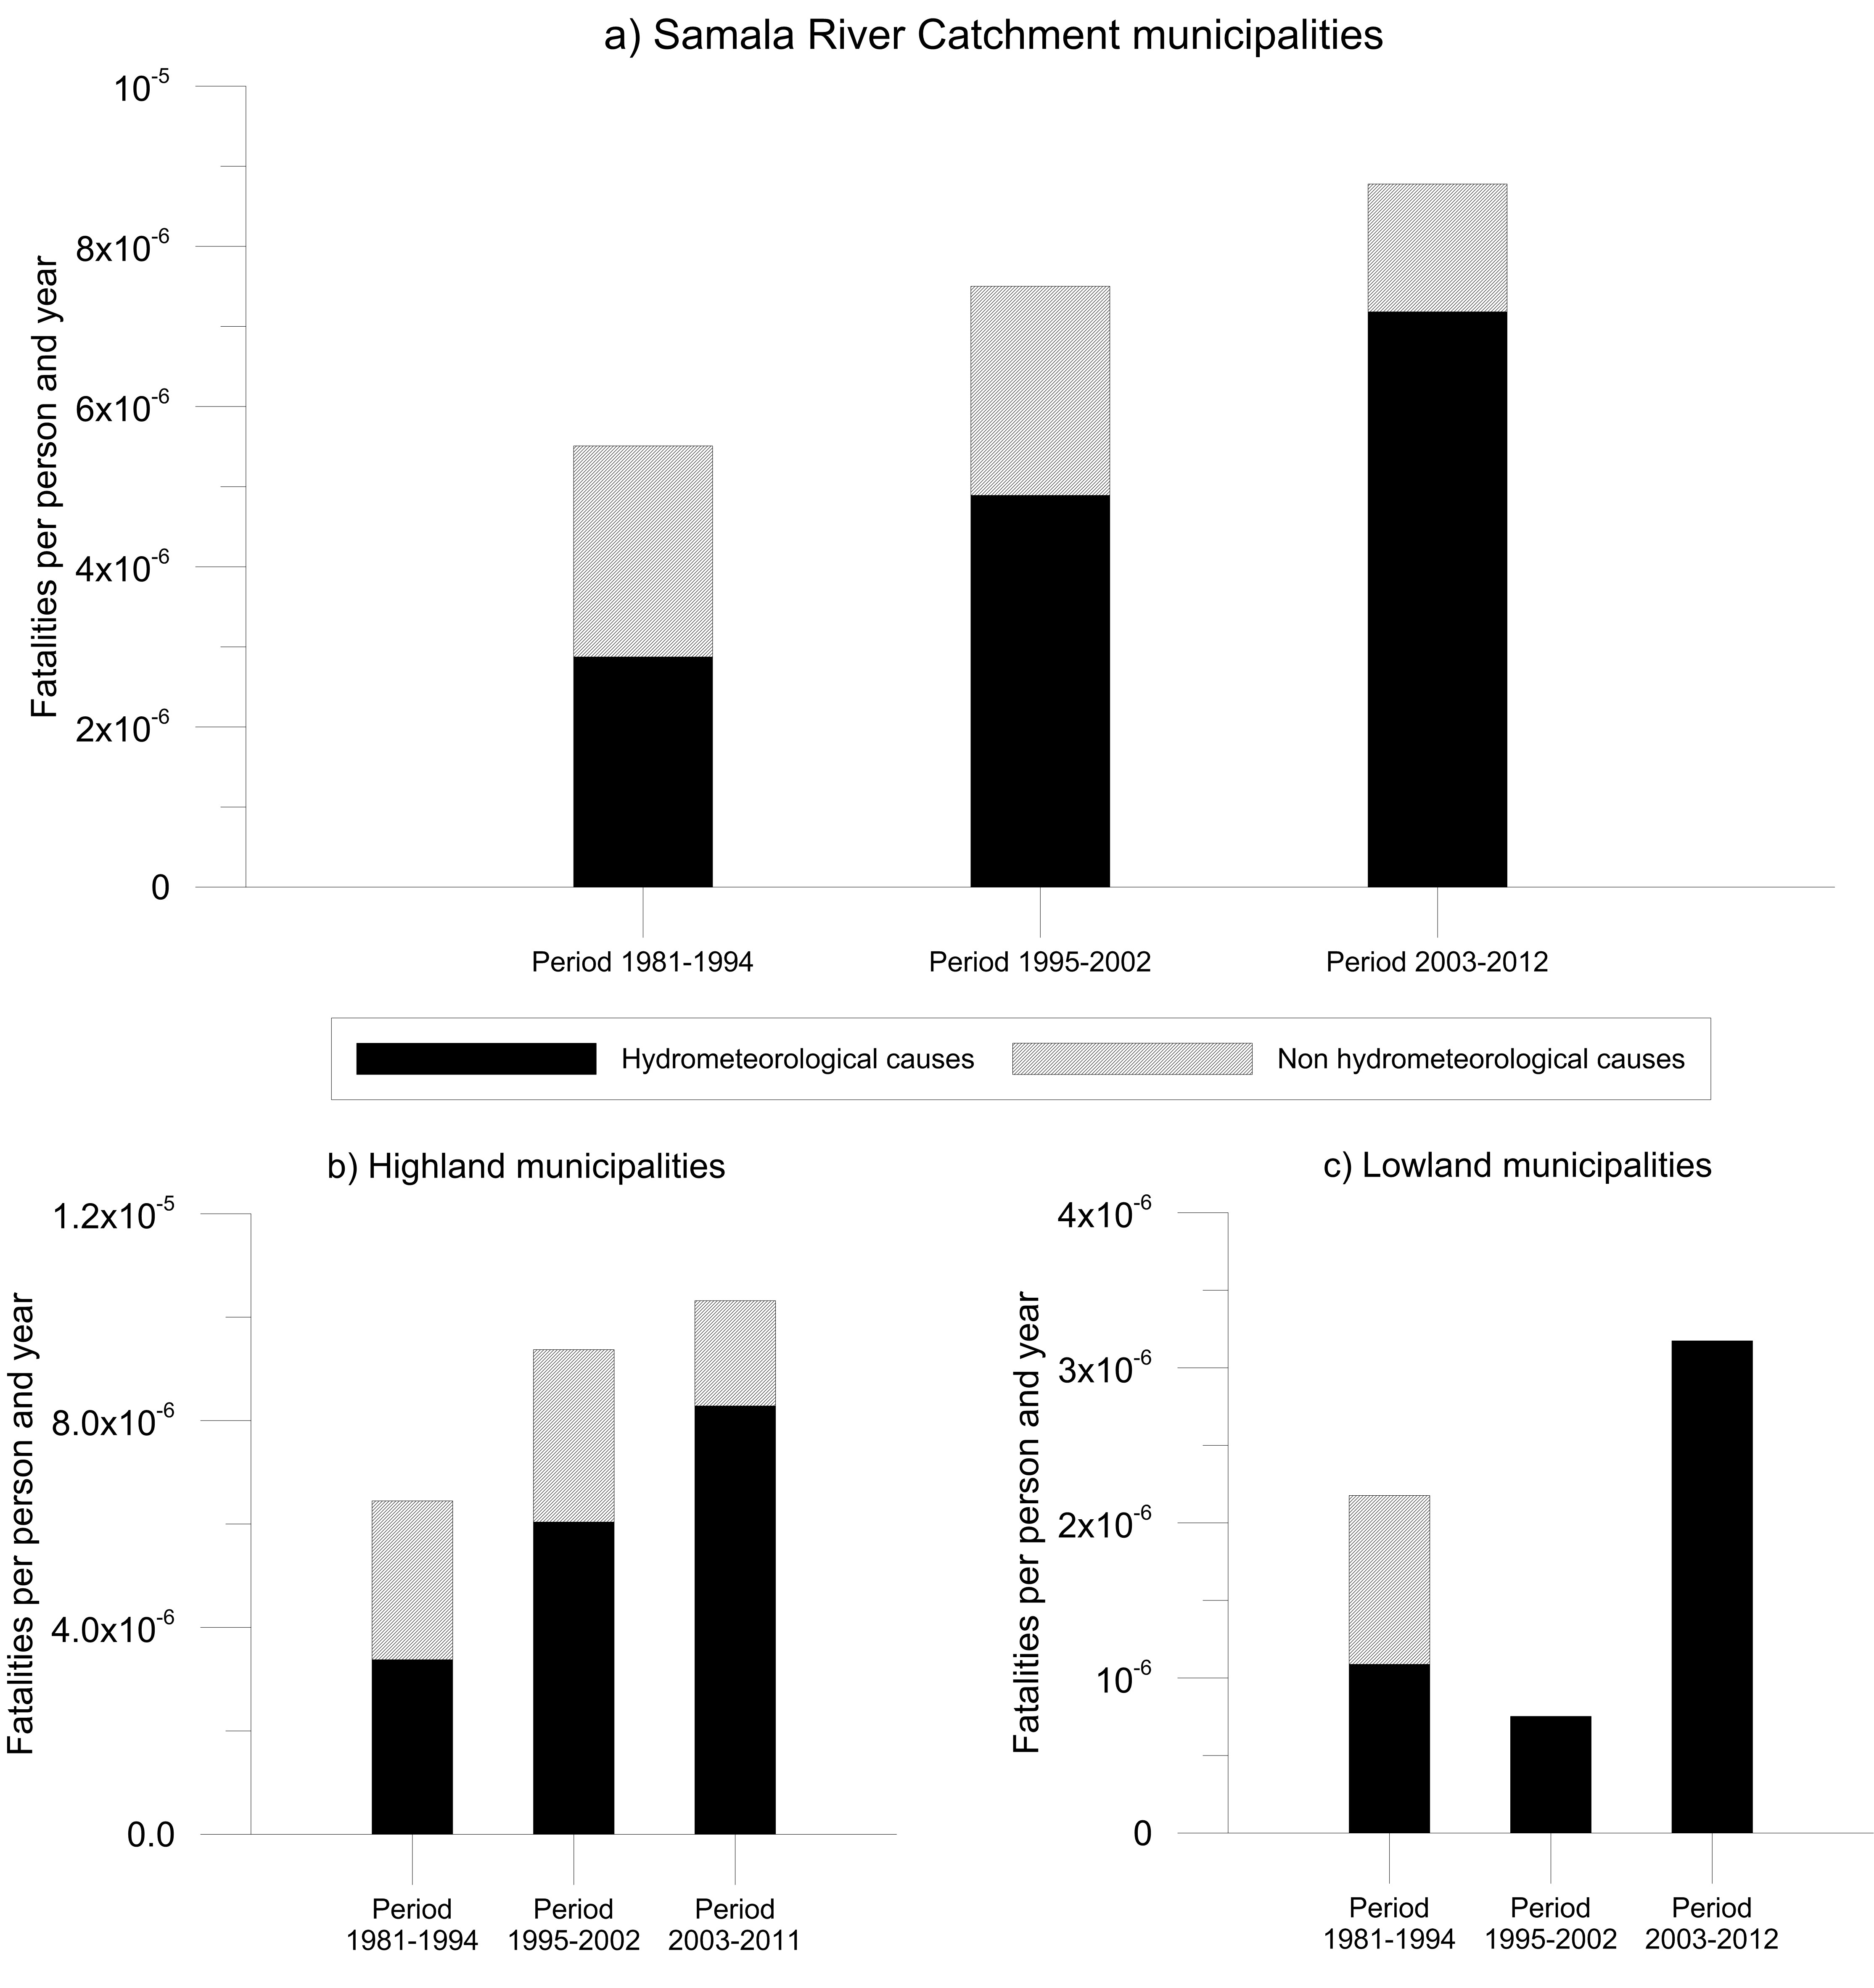 a) Samala River Catchment municipalities
Fatalities per person and year
10⁻⁵
8x10⁻⁶
6x10⁻⁶
4x10⁻⁶
2x10⁻⁶
0
Period 1981-1994
Period 1995-2002
Period 2003-2012
Hydrometeorological causes
Non hydrometeorological causes
b) Highland municipalities
Fatalities per person and year
1.2x10⁻⁵
8.0x10⁻⁶
4.0x10⁻⁶
0.0
Period
1981-1994
Period
1995-2002
Period
2003-2011
c) Lowland municipalities
Fatalities per person and year
4x10⁻⁶
3x10⁻⁶
2x10⁻⁶
10⁻⁶
0
Period
1981-1994
Period
1995-2002
Period
2003-2012